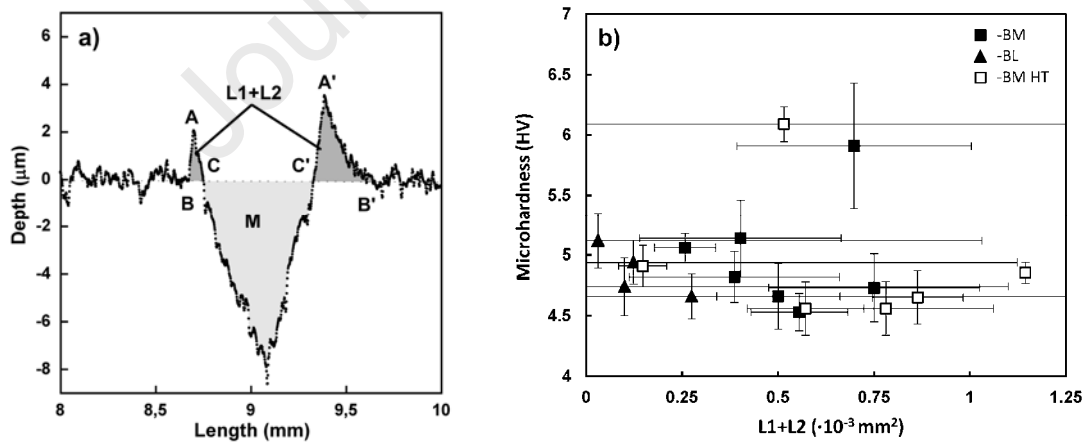 Jour
a)
6
4
2
0
-2
-4
-6
-8
Depth (μm)
8
8,5
9
9,5
10
Length (mm)
A
A'
L1+L2
C
C'
B
B'
M
b)
7
6.5
6
5.5
5
4.5
4
Microhardness (HV)
0
0.25
0.5
0.75
1
1.25
L1+L2 (·10⁻³ mm²)
-BM
-BL
-BM HT